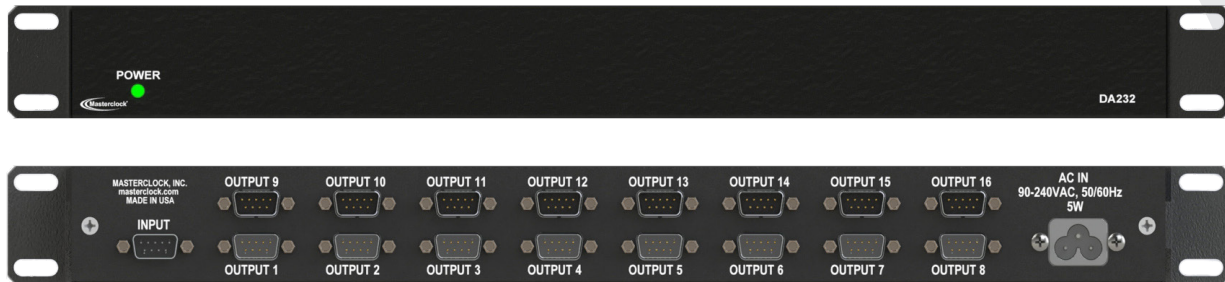 POWER
Masterclock
DA232
MASTERCLOCK, INC.
masterclock.com
MADE IN USA
INPUT
OUTPUT 9 OUTPUT 10 OUTPUT 11 OUTPUT 12 OUTPUT 13 OUTPUT 14 OUTPUT 15 OUTPUT 16
OUTPUT 1 OUTPUT 2 OUTPUT 3 OUTPUT 4 OUTPUT 5 OUTPUT 6 OUTPUT 7 OUTPUT 8
AC IN
90-240VAC, 50/60Hz
5W